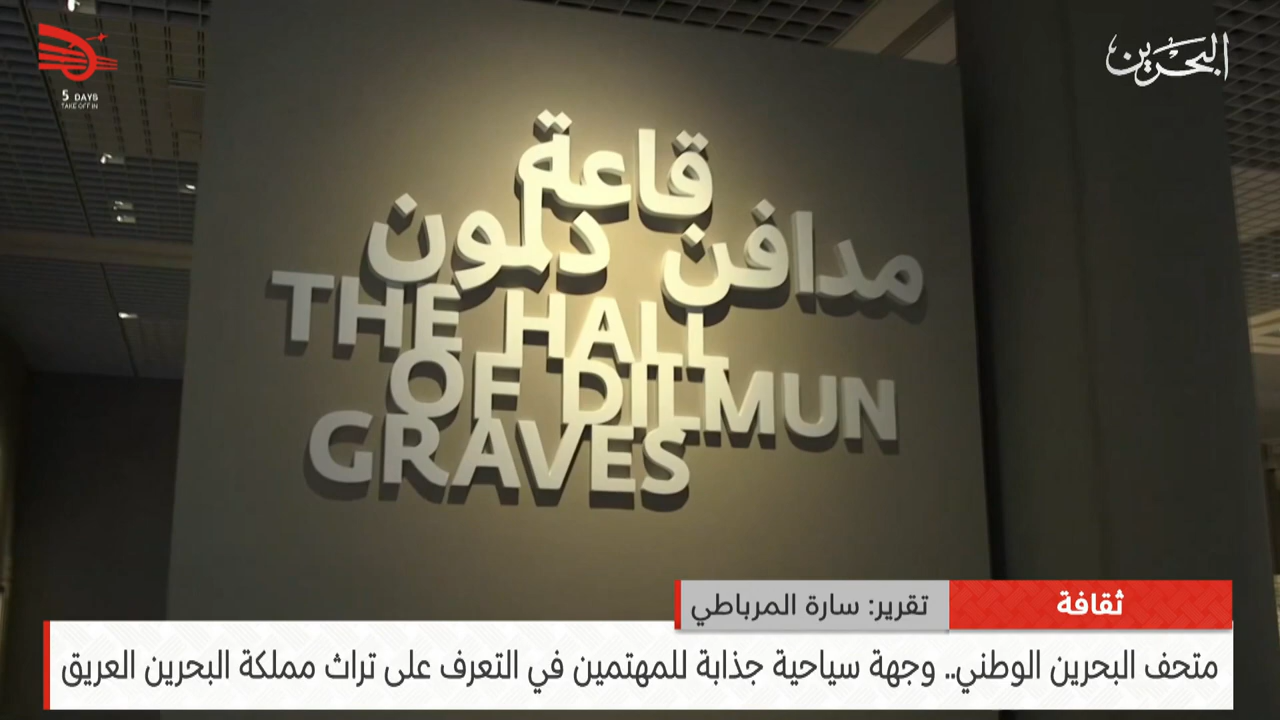 البحرين
5 DAYS
TAKE OFF IN
قاعة
مدافن دلمون
THE HALL
OF DILMUN
GRAVES
ثقافة
تقرير: سارة المرباطي
متحف البحرين الوطني.. وجهة سياحية جذابة للمهتمين في التعرف على تراث مملكة البحرين العريق